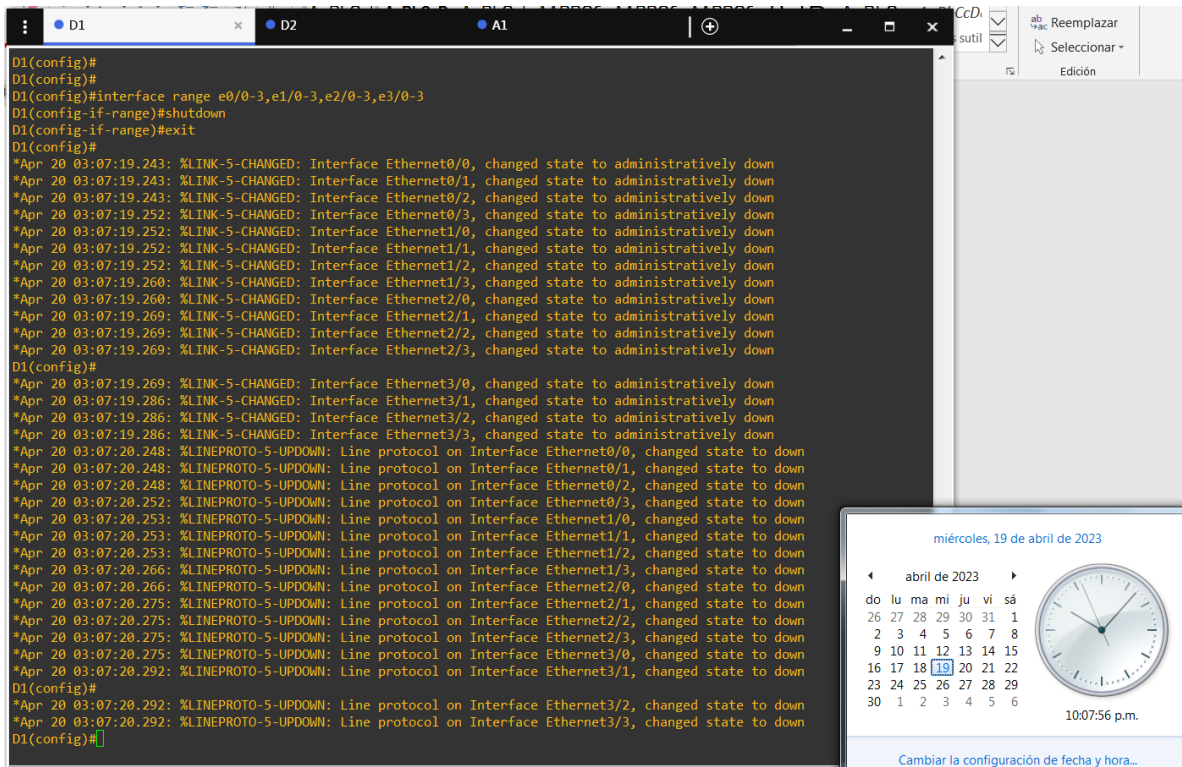 D1
D2
A1
CcD
Reemplazar
s sutil
Seleccionar
Edición
D1(config)#
D1(config)#
D1(config)#interface range e0/0-3,e1/0-3,e2/0-3,e3/0-3
D1(config-if-range)#shutdown
D1(config-if-range)#exit
D1(config)#
*Apr 20 03:07:19.243: %LINK-5-CHANGED: Interface Ethernet0/0, changed state to administratively down
*Apr 20 03:07:19.243: %LINK-5-CHANGED: Interface Ethernet0/1, changed state to administratively down
*Apr 20 03:07:19.243: %LINK-5-CHANGED: Interface Ethernet0/2, changed state to administratively down
*Apr 20 03:07:19.252: %LINK-5-CHANGED: Interface Ethernet0/3, changed state to administratively down
*Apr 20 03:07:19.252: %LINK-5-CHANGED: Interface Ethernet1/0, changed state to administratively down
*Apr 20 03:07:19.252: %LINK-5-CHANGED: Interface Ethernet1/1, changed state to administratively down
*Apr 20 03:07:19.252: %LINK-5-CHANGED: Interface Ethernet1/2, changed state to administratively down
*Apr 20 03:07:19.260: %LINK-5-CHANGED: Interface Ethernet1/3, changed state to administratively down
*Apr 20 03:07:19.260: %LINK-5-CHANGED: Interface Ethernet2/0, changed state to administratively down
*Apr 20 03:07:19.269: %LINK-5-CHANGED: Interface Ethernet2/1, changed state to administratively down
*Apr 20 03:07:19.269: %LINK-5-CHANGED: Interface Ethernet2/2, changed state to administratively down
*Apr 20 03:07:19.269: %LINK-5-CHANGED: Interface Ethernet2/3, changed state to administratively down
D1(config)#
*Apr 20 03:07:19.269: %LINK-5-CHANGED: Interface Ethernet3/0, changed state to administratively down
*Apr 20 03:07:19.286: %LINK-5-CHANGED: Interface Ethernet3/1, changed state to administratively down
*Apr 20 03:07:19.286: %LINK-5-CHANGED: Interface Ethernet3/2, changed state to administratively down
*Apr 20 03:07:19.286: %LINK-5-CHANGED: Interface Ethernet3/3, changed state to administratively down
*Apr 20 03:07:20.248: %LINEPROTO-5-UPDOWN: Line protocol on Interface Ethernet0/0, changed state to down
*Apr 20 03:07:20.248: %LINEPROTO-5-UPDOWN: Line protocol on Interface Ethernet0/1, changed state to down
*Apr 20 03:07:20.248: %LINEPROTO-5-UPDOWN: Line protocol on Interface Ethernet0/2, changed state to down
*Apr 20 03:07:20.252: %LINEPROTO-5-UPDOWN: Line protocol on Interface Ethernet0/3, changed state to down
*Apr 20 03:07:20.253: %LINEPROTO-5-UPDOWN: Line protocol on Interface Ethernet1/0, changed state to down
*Apr 20 03:07:20.253: %LINEPROTO-5-UPDOWN: Line protocol on Interface Ethernet1/1, changed state to down
*Apr 20 03:07:20.253: %LINEPROTO-5-UPDOWN: Line protocol on Interface Ethernet1/2, changed state to down
*Apr 20 03:07:20.266: %LINEPROTO-5-UPDOWN: Line protocol on Interface Ethernet1/3, changed state to down
*Apr 20 03:07:20.266: %LINEPROTO-5-UPDOWN: Line protocol on Interface Ethernet2/0, changed state to down
*Apr 20 03:07:20.275: %LINEPROTO-5-UPDOWN: Line protocol on Interface Ethernet2/1, changed state to down
*Apr 20 03:07:20.275: %LINEPROTO-5-UPDOWN: Line protocol on Interface Ethernet2/2, changed state to down
*Apr 20 03:07:20.275: %LINEPROTO-5-UPDOWN: Line protocol on Interface Ethernet2/3, changed state to down
*Apr 20 03:07:20.275: %LINEPROTO-5-UPDOWN: Line protocol on Interface Ethernet3/0, changed state to down
*Apr 20 03:07:20.292: %LINEPROTO-5-UPDOWN: Line protocol on Interface Ethernet3/1, changed state to down
D1(config)#
*Apr 20 03:07:20.292: %LINEPROTO-5-UPDOWN: Line protocol on Interface Ethernet3/2, changed state to down
*Apr 20 03:07:20.292: %LINEPROTO-5-UPDOWN: Line protocol on Interface Ethernet3/3, changed state to down
D1(config)#
miércoles, 19 de abril de 2023
abril de 2023
do lu ma mi ju vi sá
26 27 28 29 30 31 1
2 3 4 5 6 7 8
9 10 11 12 13 14 15
16 17 18 19 20 21 22
23 24 25 26 27 28 29
30 1 2 3 4 5 6
10:07:56 p.m.
Cambiar la configuración de fecha y hora...